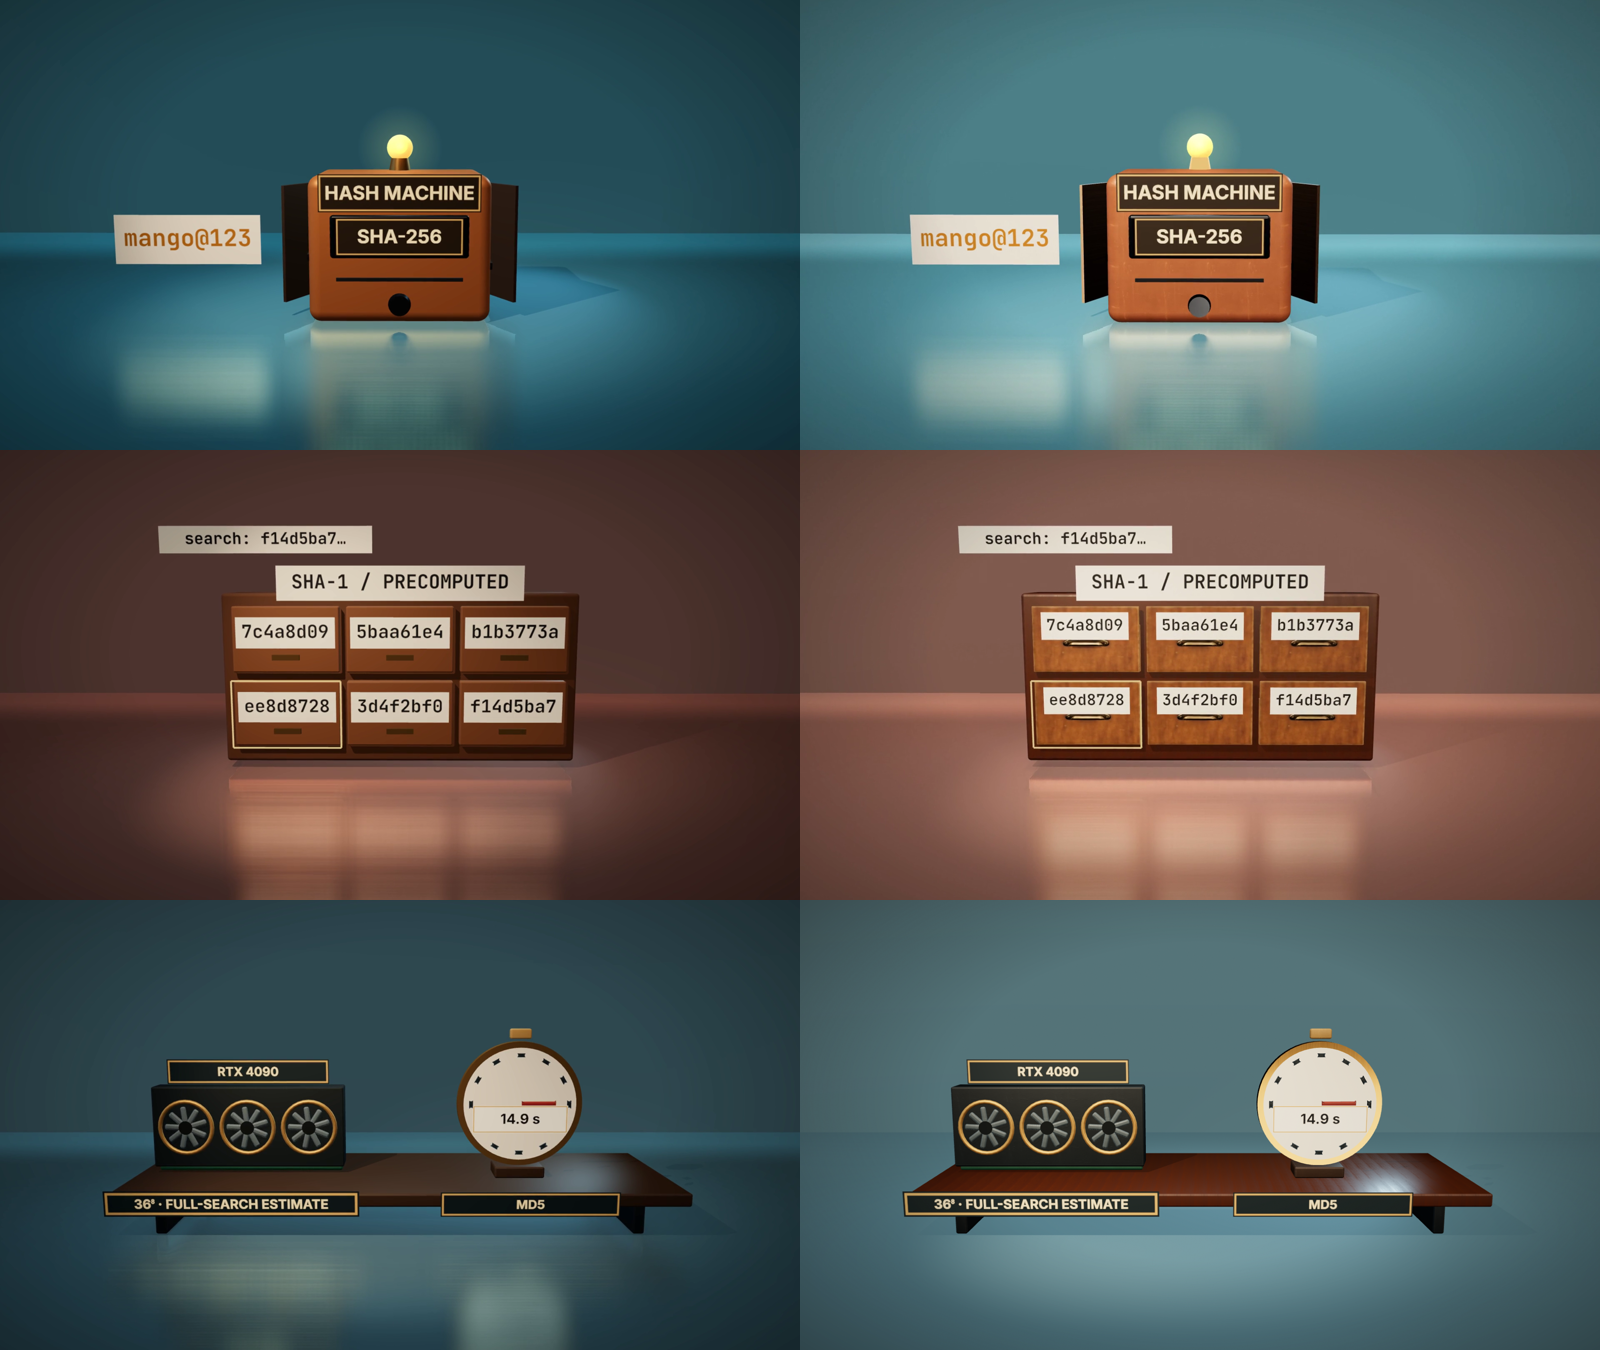 HASH MACHINE
SHA-256
mango@123
HASH MACHINE
SHA-256
mango@123
search: f14d5ba7…
SHA-1 / PRECOMPUTED
7c4a8d09 5baa61e4 b1b3773a
ee8d8728 3d4f2bf0 f14d5ba7
search: f14d5ba7…
SHA-1 / PRECOMPUTED
7c4a8d09 5baa61e4 b1b3773a
ee8d8728 3d4f2bf0 f14d5ba7
RTX 4090
14.9 s
36⁸ · FULL-SEARCH ESTIMATE
MD5
RTX 4090
14.9 s
36⁸ · FULL-SEARCH ESTIMATE
MD5